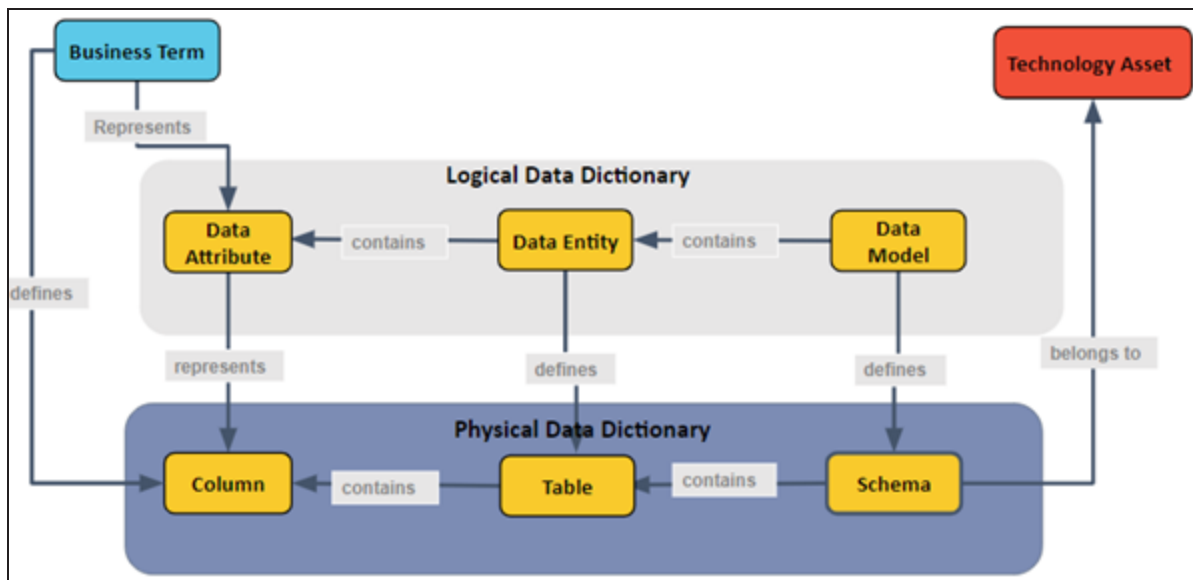 Business Term
Technology Asset
Represents
Logical Data Dictionary
Data
Attribute
contains
Data Entity
contains
Data
Model
defines
represents
defines
defines
belongs to
Physical Data Dictionary
Column
contains
Table
contains
Schema